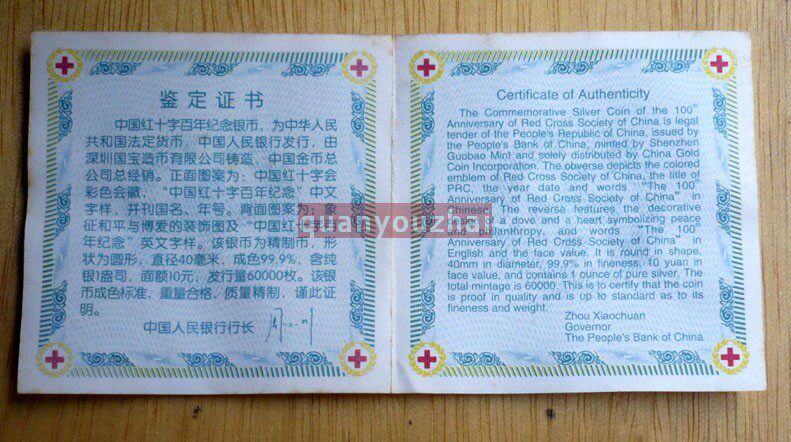 鉴定证书
中国红十字百年纪念银币，为中华人民
共和国法定货币，中国人民银行发行，由
深圳国宝造币有限公司铸造，中国金币总
公司总经销。正面图案为：中国红十字会
彩色会徽，“中国红十字百年纪念”中文
字样，并刊国名、年号。背面图案为：象
征和平与博爱的装饰图及“中国红十字百
年纪念”英文字样。该银币为精制币，形
状为圆形，直径40毫米，成色99.9%，含纯
银1盎司，面额10元，发行量60000枚。该银
币成色标准，重量合格，质量精制，谨此证
明。
中国人民银行行长
Certificate of Authenticity
The Commemorative Silver Coin of the 100th
Anniversary of Red Cross Society of China is legal
tender of the People's Republic of China, issued by
the People's Bank of China, minted by Shenzhen
Guobao Mint and solely distributed by China Gold
Coin Incorporation. The obverse depicts the colored
emblem of Red Cross Society of China, the title of
PRC, the year date and words "The 100th
Anniversary of Red Cross Society of China" in
Chinese. The reverse features the decorative
of a dove and a heart symbolizing peace
and philanthropy, and words "The 100th
Anniversary of Red Cross Society of China" in
English and the face value. It is round in shape,
40mm in diameter, 99.9% in fineness, 10 yuan in
face value, and contains 1 ounce of pure silver. The
total mintage is 60000. This is to certify that the coin
is proof in quality and is up to standard as to its
fineness and weight.
Zhou Xiaochuan
Governor
The People's Bank of China
guanyouzhai